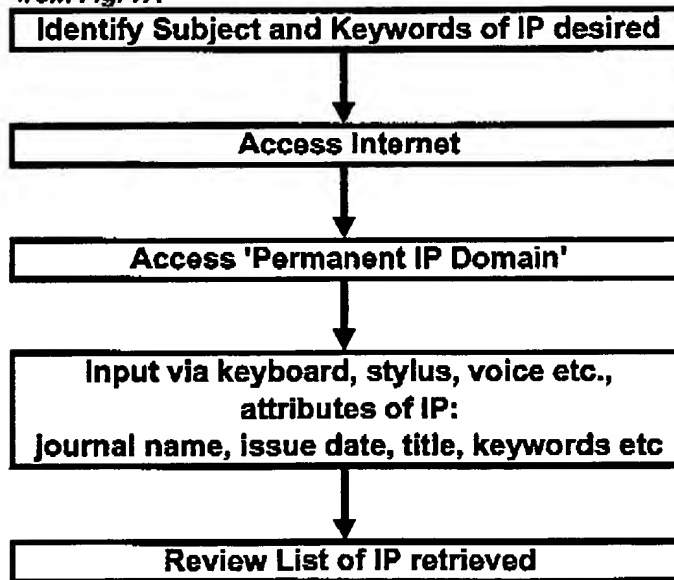 Identify Subject and Keywords of IP desired
Access Internet
Access 'Permanent IP Domain'
Input via keyboard, stylus, voice etc.,
attributes of IP:
journal name, issue date, title, keywords etc
Review List of IP retrieved